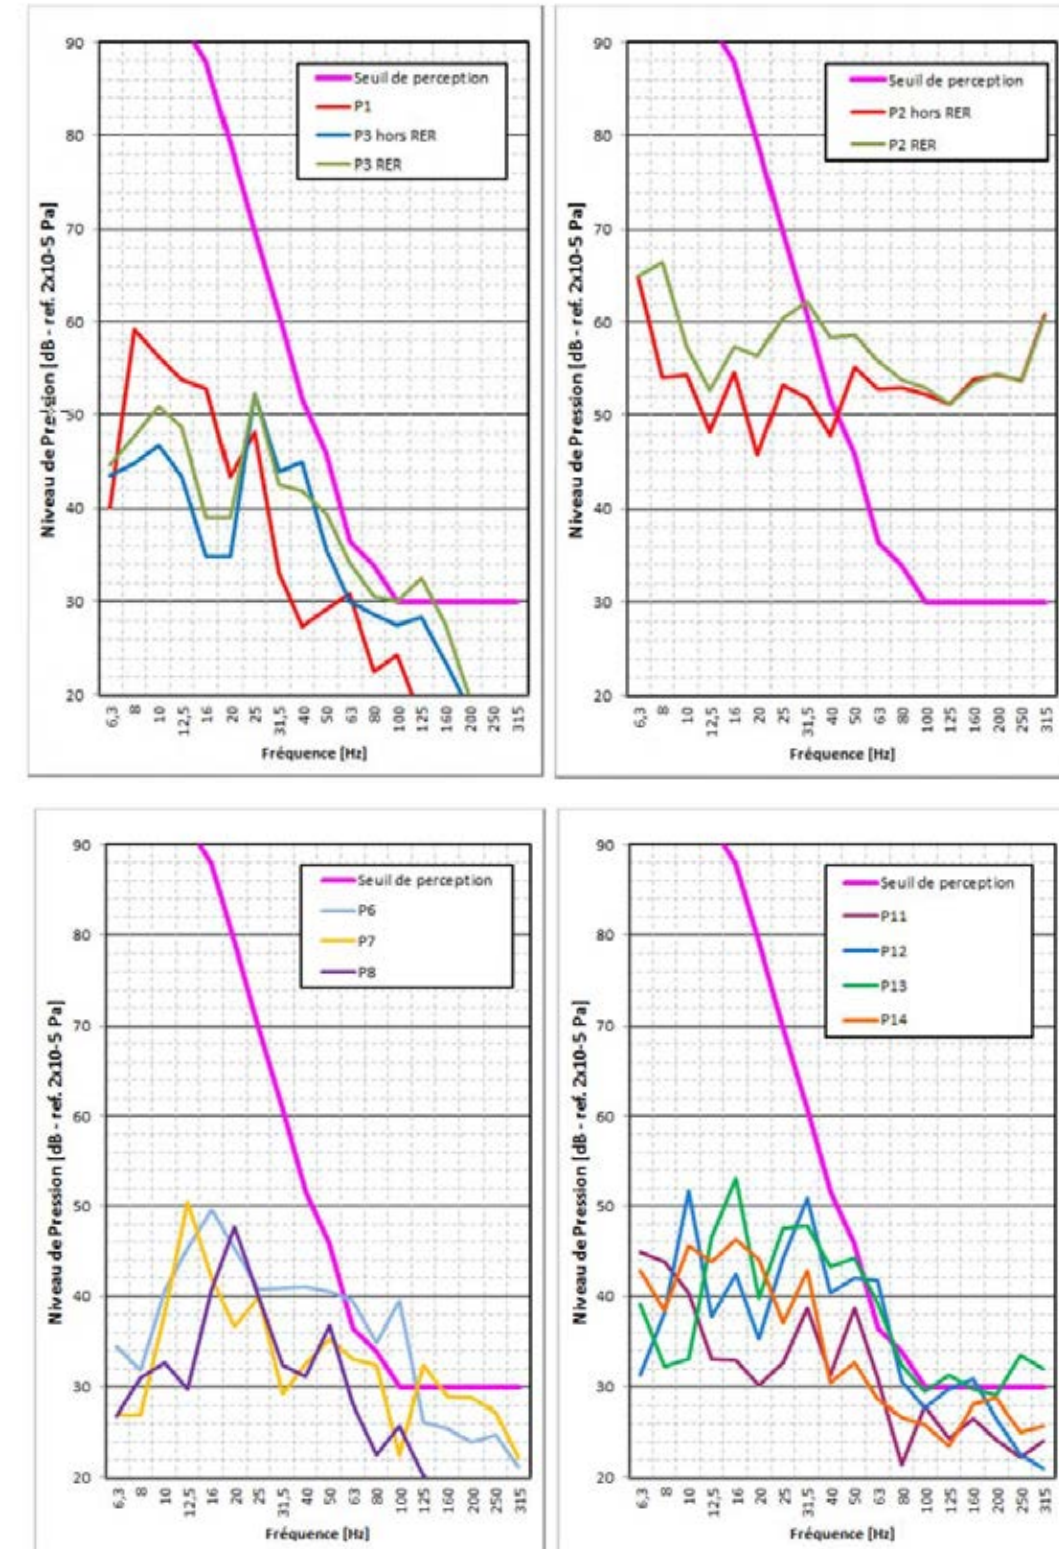 Niveau de Pression [dB - ref. 2x10-5 Pa]
90
80
70
60
50
40
30
20
Seuil de perception
P1
P3 hors RER
P3 RER
6,3 8 10 12,5 16 20 25 31,5 40 50 63 80 100 125 160 200 250 315
Fréquence [Hz]
Niveau de Pression [dB - ref. 2x10-5 Pa]
90
80
70
60
50
40
30
20
Seuil de perception
P2 hors RER
P2 RER
6,3 8 10 12,5 16 20 25 31,5 40 50 63 80 100 125 160 200 250 315
Fréquence [Hz]
Niveau de Pression [dB - ref. 2x10-5 Pa]
90
80
70
60
50
40
30
20
Seuil de perception
P6
P7
P8
6,3 8 10 12,5 16 20 25 31,5 40 50 63 80 100 125 160 200 250 315
Fréquence [Hz]
Niveau de Pression [dB - ref. 2x10-5 Pa]
90
80
70
60
50
40
30
20
Seuil de perception
P11
P12
P13
P14
6,3 8 10 12,5 16 20 25 31,5 40 50 63 80 100 125 160 200 250 315
Fréquence [Hz]